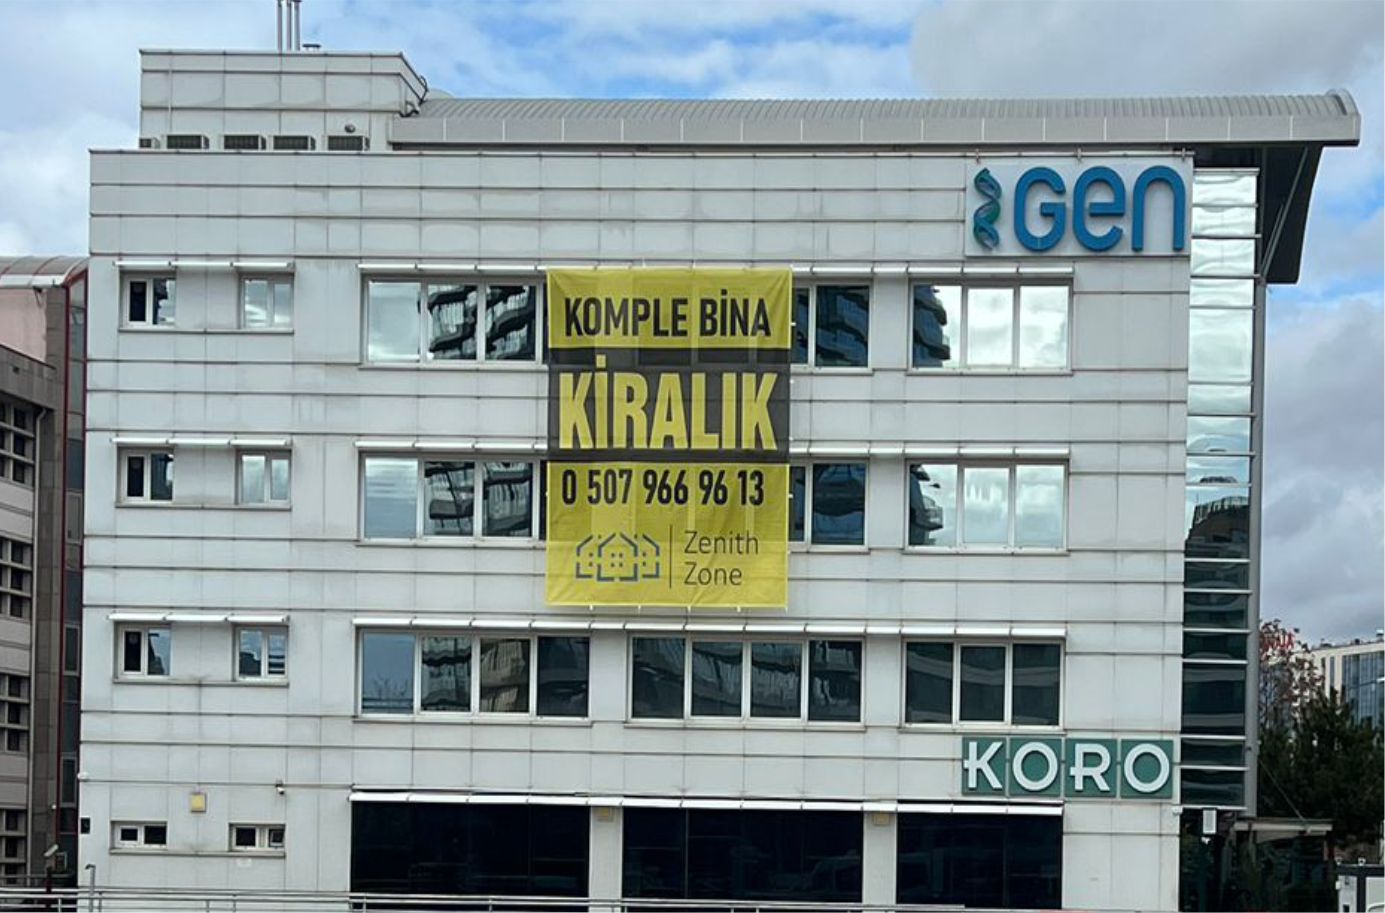 Gen
KOMPLE BİNA
KİRALIK
0 507 966 96 13
Zenith
Zone
KORO